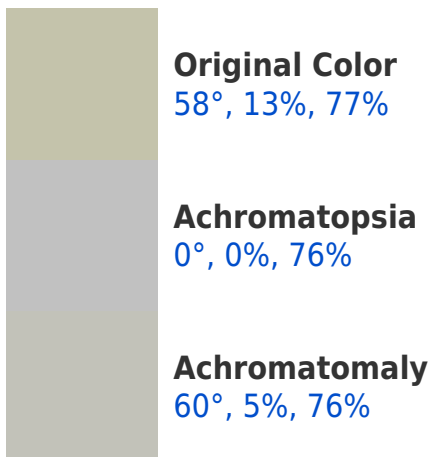 Original Color
58°, 13%, 77%
Achromatopsia
0°, 0%, 76%
Achromatomaly
60°, 5%, 76%